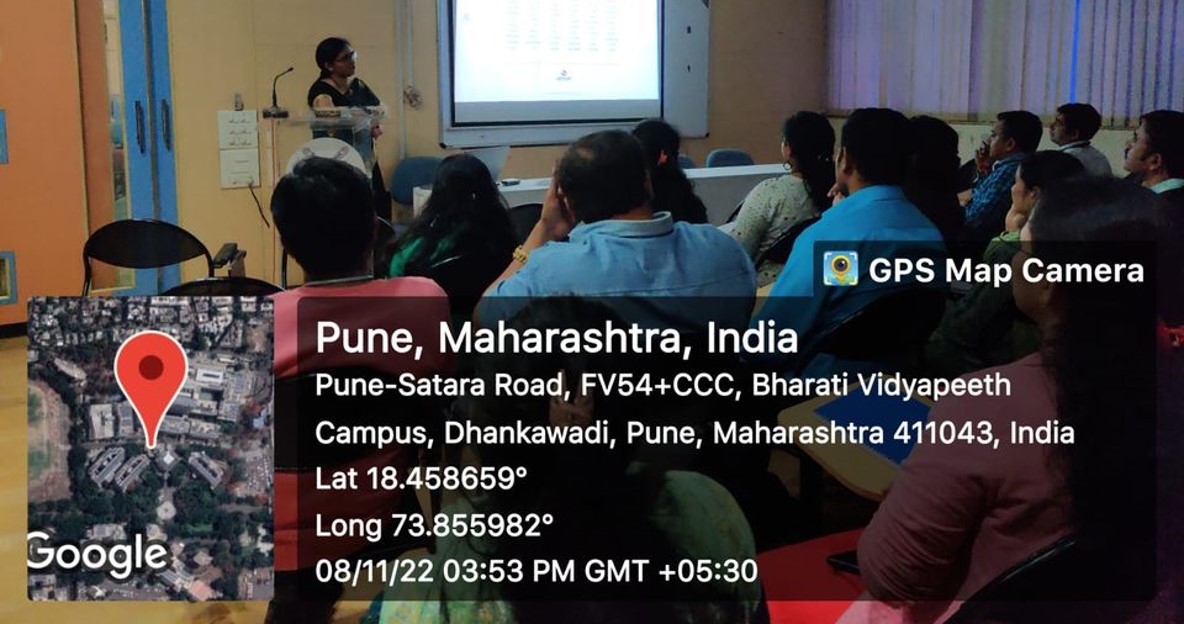 GPS Map Camera
Pune, Maharashtra, India
Pune-Satara Road, FV54+CCC, Bharati Vidyapeeth
Campus, Dhankawadi, Pune, Maharashtra 411043, India
Lat 18.458659°
Long 73.855982°
08/11/22 03:53 PM GMT +05:30
Google